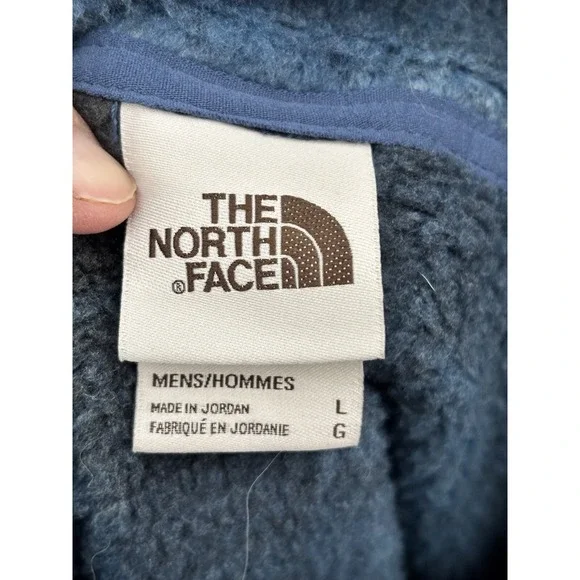 THE
NORTH
®FACE
MENS/HOMMES
MADE IN JORDAN L
FABRIQUÉ EN JORDANIE G